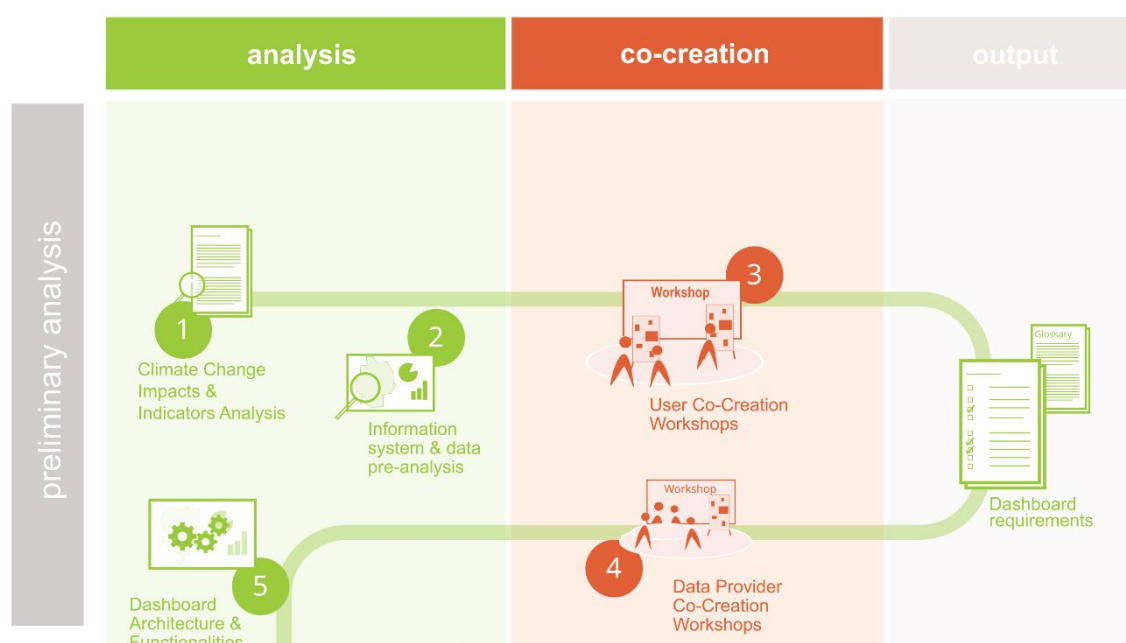 analysis
co-creation
output
preliminary analysis
1
Climate Change
Impacts &
Indicators Analysis
2
Information
system & data
pre-analysis
3
Workshop
User Co-Creation
Workshops
Glossary
Dashboard
requirements
Workshop
4
Data Provider
Co-Creation
Workshops
5
Dashboard
Architecture &
Functionalities